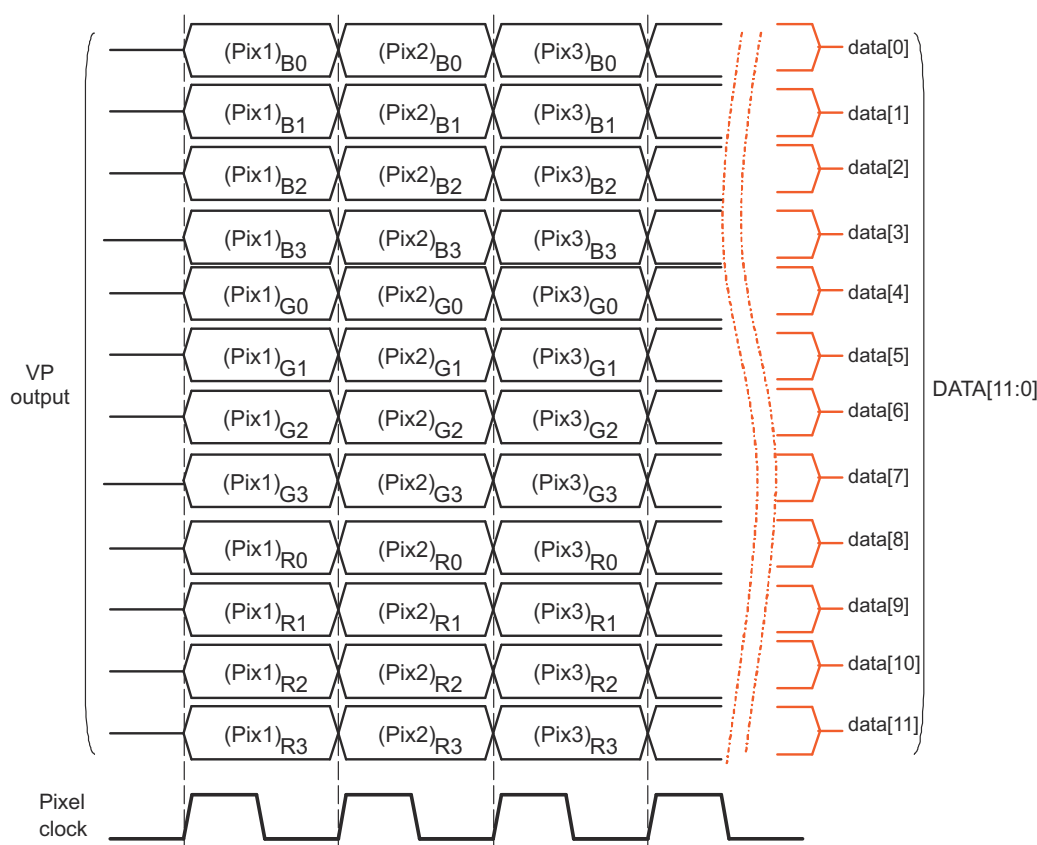 (Pix1)B0 (Pix2)B0 (Pix3)B0 data[0]
(Pix1)B1 (Pix2)B1 (Pix3)B1 data[1]
(Pix1)B2 (Pix2)B2 (Pix3)B2 data[2]
(Pix1)B3 (Pix2)B3 (Pix3)B3 data[3]
(Pix1)G0 (Pix2)G0 (Pix3)G0 data[4]
(Pix1)G1 (Pix2)G1 (Pix3)G1 data[5]
VP
output
DATA[11:0]
(Pix1)G2 (Pix2)G2 (Pix3)G2 data[6]
(Pix1)G3 (Pix2)G3 (Pix3)G3 data[7]
(Pix1)R0 (Pix2)R0 (Pix3)R0 data[8]
(Pix1)R1 (Pix2)R1 (Pix3)R1 data[9]
(Pix1)R2 (Pix2)R2 (Pix3)R2 data[10]
(Pix1)R3 (Pix2)R3 (Pix3)R3 data[11]
Pixel
clock